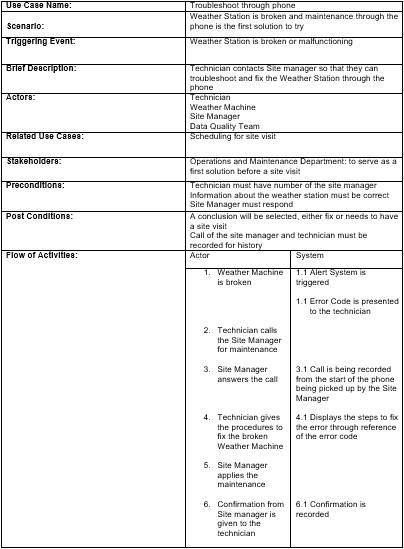 Use Case Name: Troubleshoot through phone
Scenario: Weather Station is broken and maintenance through the
phone is the first solution to try
Triggering Event: Weather Station is broken or malfunctioning
Brief Description: Technician contacts Site manager so that they can
troubleshoot and fix the Weather Station through the
phone
Actors: Technician
Weather Machine
Site Manager
Data Quality Team
Related Use Cases: Scheduling for site visit
Stakeholders: Operations and Maintenance Department: to serve as a
first solution before a site visit
Preconditions: Technician must have number of the site manager
Information about the weather station must be correct
Site Manager must respond
Post Conditions: A conclusion will be selected, either fix or needs to have
a site visit
Call of the site manager and technician must be
recorded for history
Flow of Activities: Actor System
1. Weather Machine
is broken
1.1 Alert System is
triggered
1.1 Error Code is presented
to the technician
2. Technician calls
the Site Manager
for maintenance
3. Site Manager
answers the call
3.1 Call is being recorded
from the start of the phone
being picked up by the Site
Manager
4. Technician gives
the procedures to
fix the broken
Weather Machine
4.1 Displays the steps to fix
the error through reference
of the error code
5. Site Manager
applies the
maintenance
6. Confirmation from
Site manager is
given to the
technician
6.1 Confirmation is
recorded